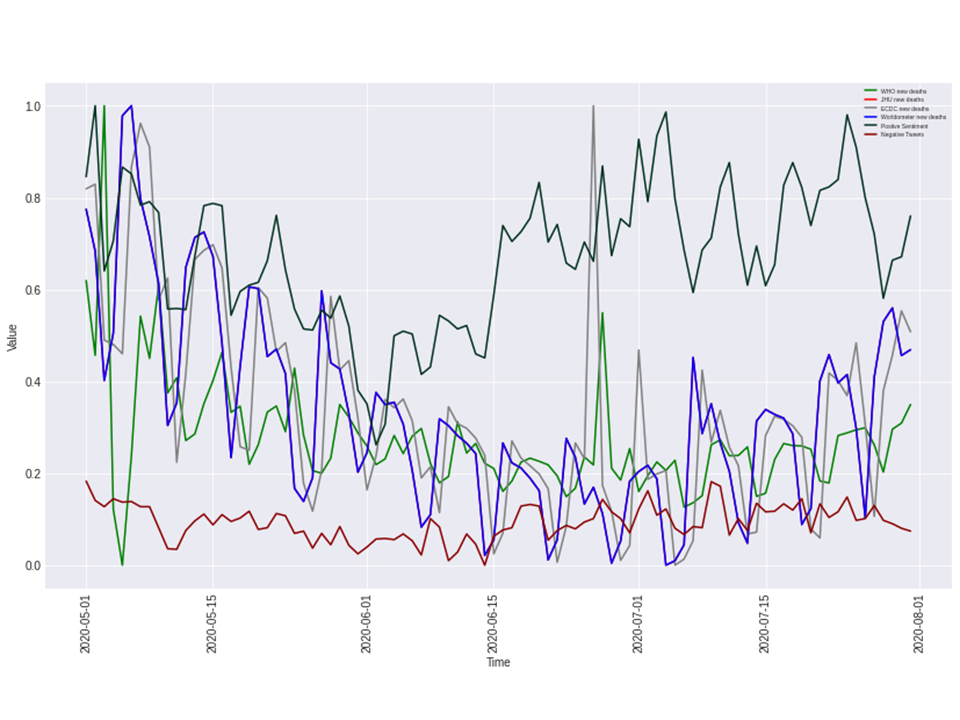 WHO new deaths
JHU new deaths
ECDC new deaths
Worldometer new deaths
Positive Sentiment
Negative Tweets
1.0
0.8
0.6
0.4
0.2
0.0
Value
2020-05-01
2020-05-15
2020-06-01
2020-06-15
2020-07-01
2020-07-15
2020-08-01
Time